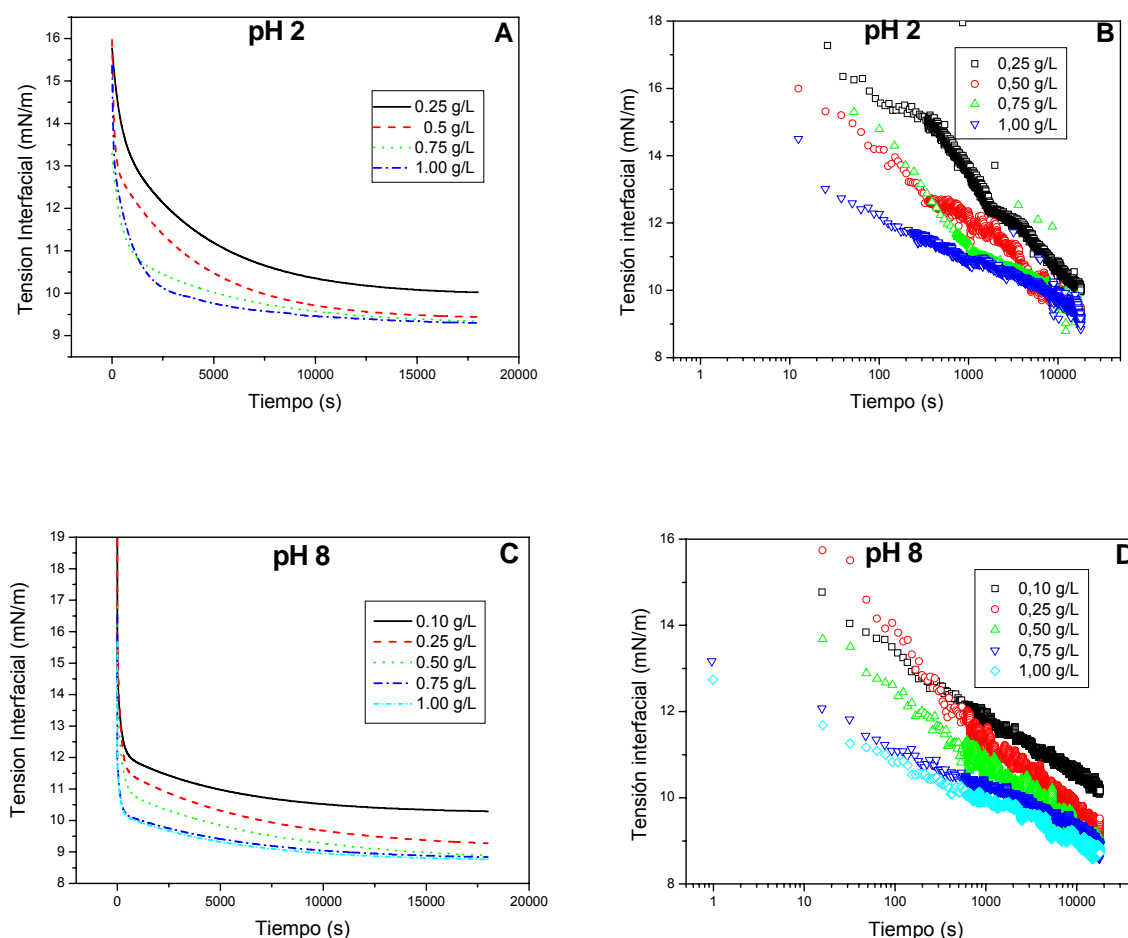 pH 2
A
Tension Interfacial (mN/m)
16
15
14
13
12
11
10
9
0.25 g/L
0.5 g/L
0.75 g/L
1.00 g/L
0
5000
10000
15000
20000
Tiempo (s)
pH 2
B
Tensión interfacial (mN/m)
18
16
14
12
10
8
0,25 g/L
0,50 g/L
0,75 g/L
1,00 g/L
1
10
100
1000
10000
Tiempo (s)
pH 8
C
Tension Interfacial (mN/m)
19
18
17
16
15
14
13
12
11
10
9
8
0.10 g/L
0.25 g/L
0.50 g/L
0.75 g/L
1.00 g/L
0
5000
10000
15000
20000
Tiempo (s)
pH 8
D
Tensión interfacial (mN/m)
16
14
12
10
8
0,10 g/L
0,25 g/L
0,50 g/L
0,75 g/L
1,00 g/L
1
10
100
1000
10000
Tiempo (s)